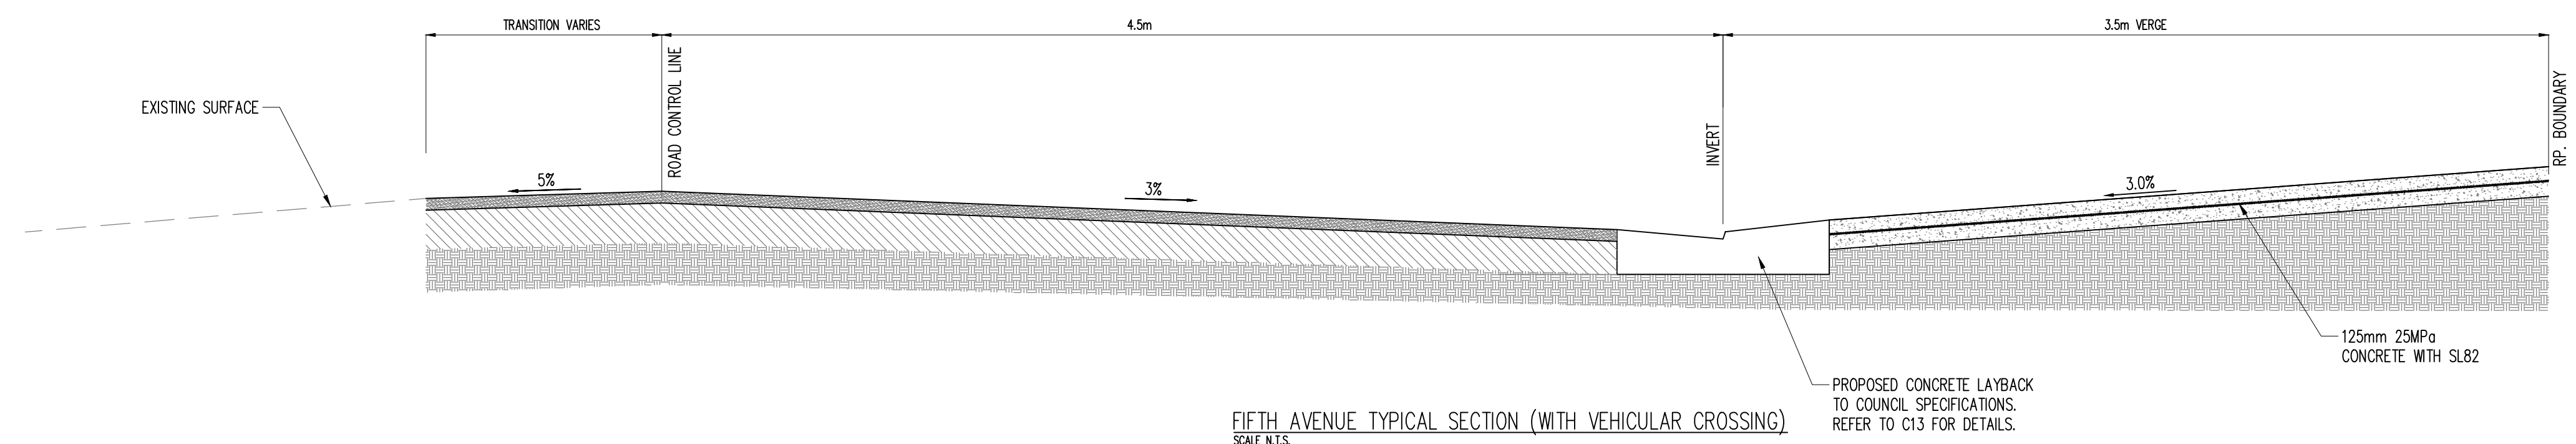 TRANSITION VARIES
4.5m
3.5m VERGE
EXISTING SURFACE
ROAD CONTROL LINE
INVERT
RP. BOUNDARY
5%
3%
3.0%
125mm 25MPa
CONCRETE WITH SL82
PROPOSED CONCRETE LAYBACK
TO COUNCIL SPECIFICATIONS.
REFER TO C13 FOR DETAILS.
FIFTH AVENUE TYPICAL SECTION (WITH VEHICULAR CROSSING)
SCALE N.T.S.